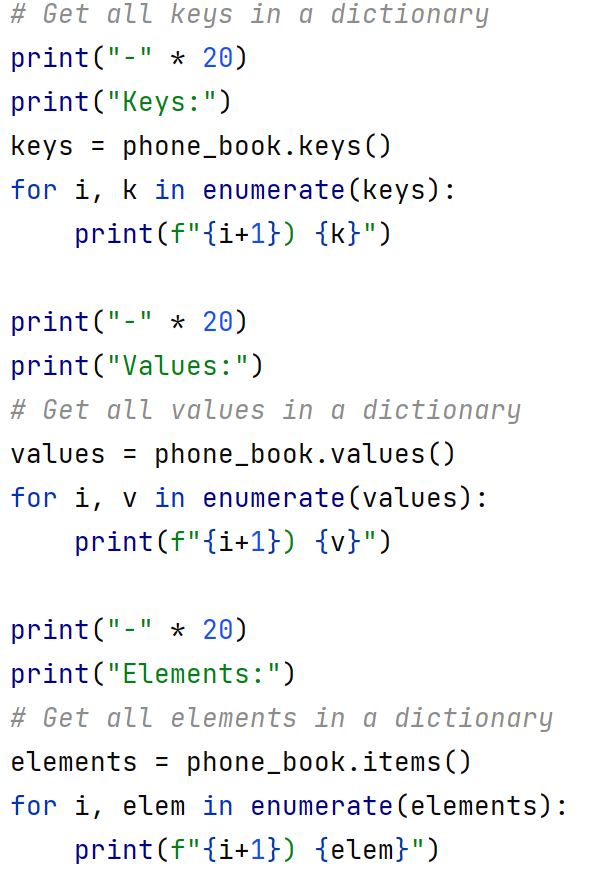 # Get all keys in a dictionary
print("-" * 20)
print("Keys:")
keys = phone_book.keys()
for i, k in enumerate(keys):
    print(f"{i+1}) {k}")

print("-" * 20)
print("Values:")
# Get all values in a dictionary
values = phone_book.values()
for i, v in enumerate(values):
    print(f"{i+1}) {v}")

print("-" * 20)
print("Elements:")
# Get all elements in a dictionary
elements = phone_book.items()
for i, elem in enumerate(elements):
    print(f"{i+1}) {elem}")